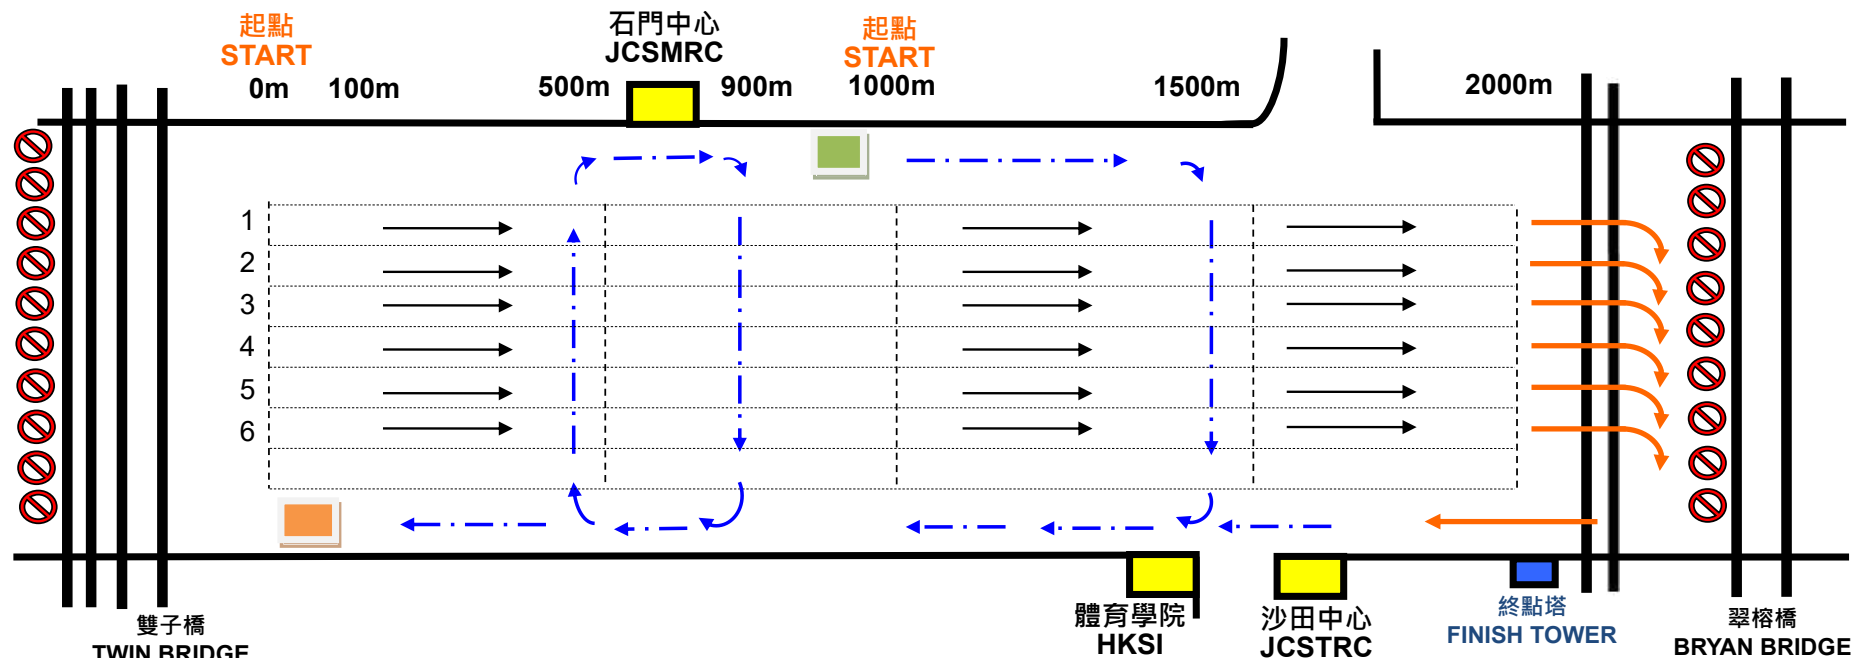 起點
START
石門中心
JCSMRC
起點
START
0m
100m
500m
900m
1000m
1500m
2000m
1
2
3
4
5
6
雙子橋
TWIN BRIDGE
體育學院
HKSI
沙田中心
JCSTRC
終點塔
FINISH TOWER
翠榕橋
BRYAN BRIDGE